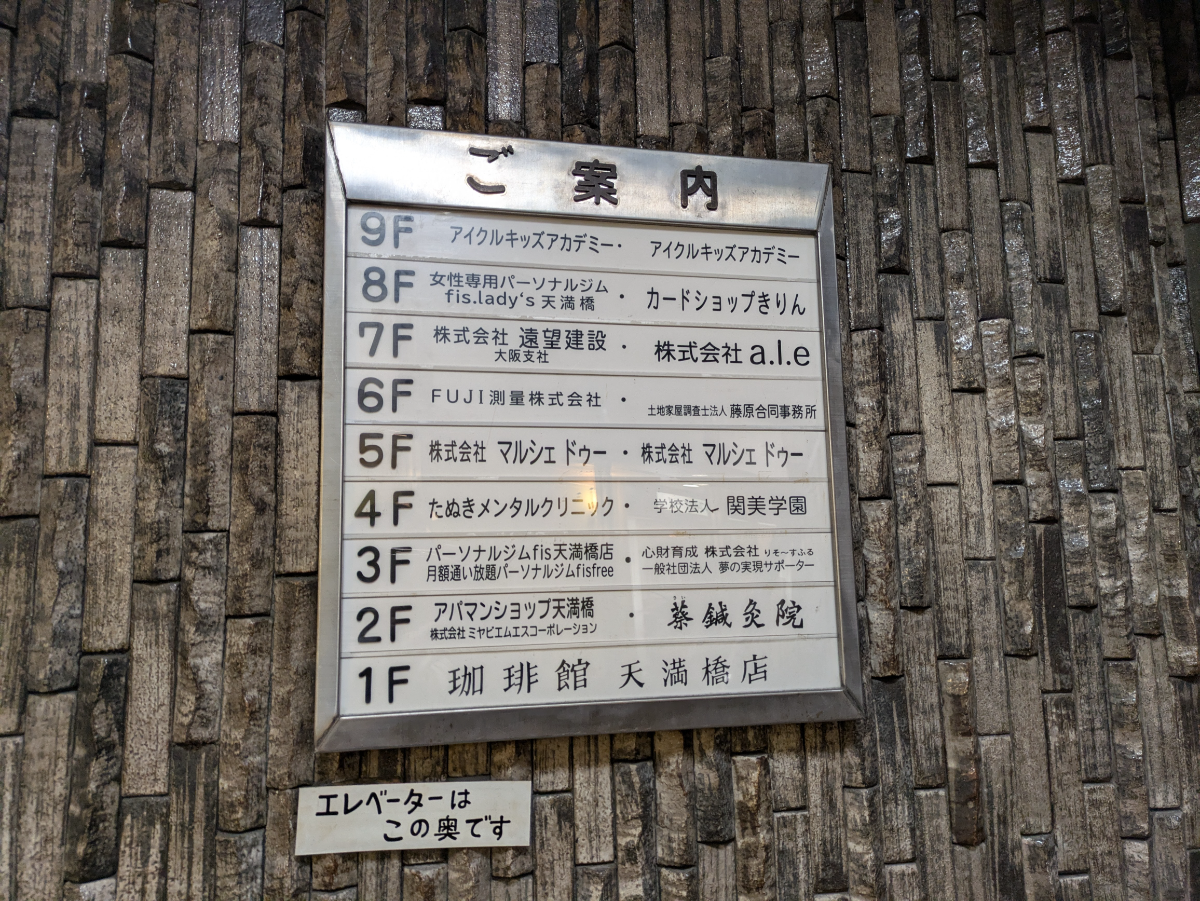 ご案内
9F アイクルキッズアカデミー・ アイクルキッズアカデミー
8F 女性専用パーソナルジム
fis.lady's 天満橋 ・ カードショップきりん
7F 株式会社 遠望建設
大阪支社 ・ 株式会社 a.l.e
6F FUJI測量株式会社 ・ 土地家屋調査士法人 藤原合同事務所
5F 株式会社 マルシェ ドゥー ・ 株式会社 マルシェ ドゥー
4F たぬきメンタルクリニック ・ 学校法人 関美学園
3F パーソナルジムfis天満橋店
月額通い放題パーソナルジムfisfree ・ 心財育成 株式会社 りそ~すふる
一般社団法人 夢の実現サポーター
2F アパマンショップ天満橋
株式会社 ミヤビエムエスコーポレーション ・ 鍼灸院
1F 珈琲館 天満橋店
エレベーターは
この奥です